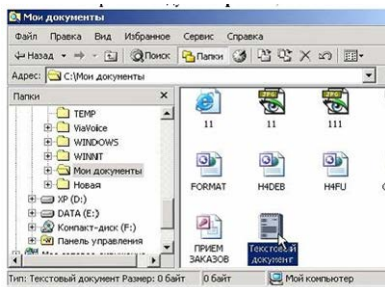 Мои документы
Файл Правка Вид Избранное Сервис Справка
Назад Поиск Папки
Адрес: C:\Мои документы
Папки
TEMP
ViaVoice
WINDOWS
WINNT
Мои документы
Новая
XP (D:)
DATA (E:)
Компакт-диск (F:)
Панель управления
11 11 111
FORMAT H4DEB H4FU
ПРИЕМ ЗАКАЗОВ
Текстовый документ
Тип: Текстовый документ Размер: 0 байт 0 байт Мой компьютер